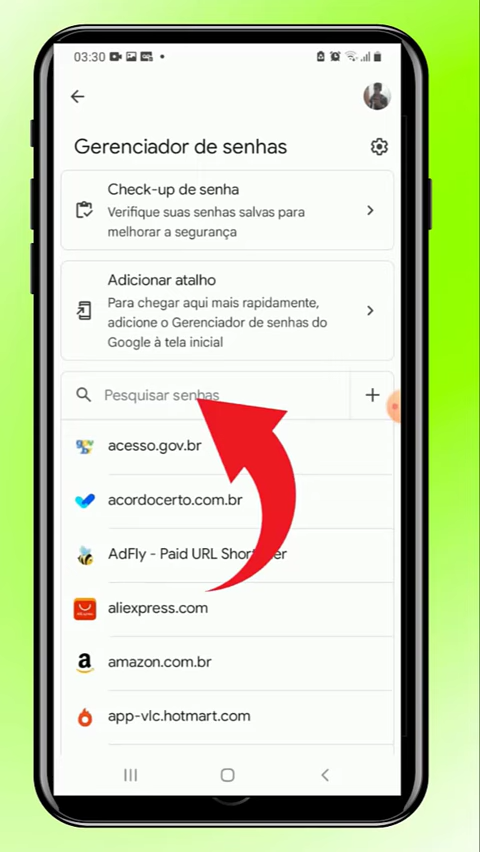 03:30
Gerenciador de senhas
Check-up de senha
Verifique suas senhas salvas para
melhorar a segurança
Adicionar atalho
Para chegar aqui mais rapidamente,
adicione o Gerenciador de senhas do
Google à tela inicial
Pesquisar senhas
acesso.gov.br
acordocerto.com.br
AdFly - Paid URL Shortener
aliexpress.com
amazon.com.br
app-vlc.hotmart.com